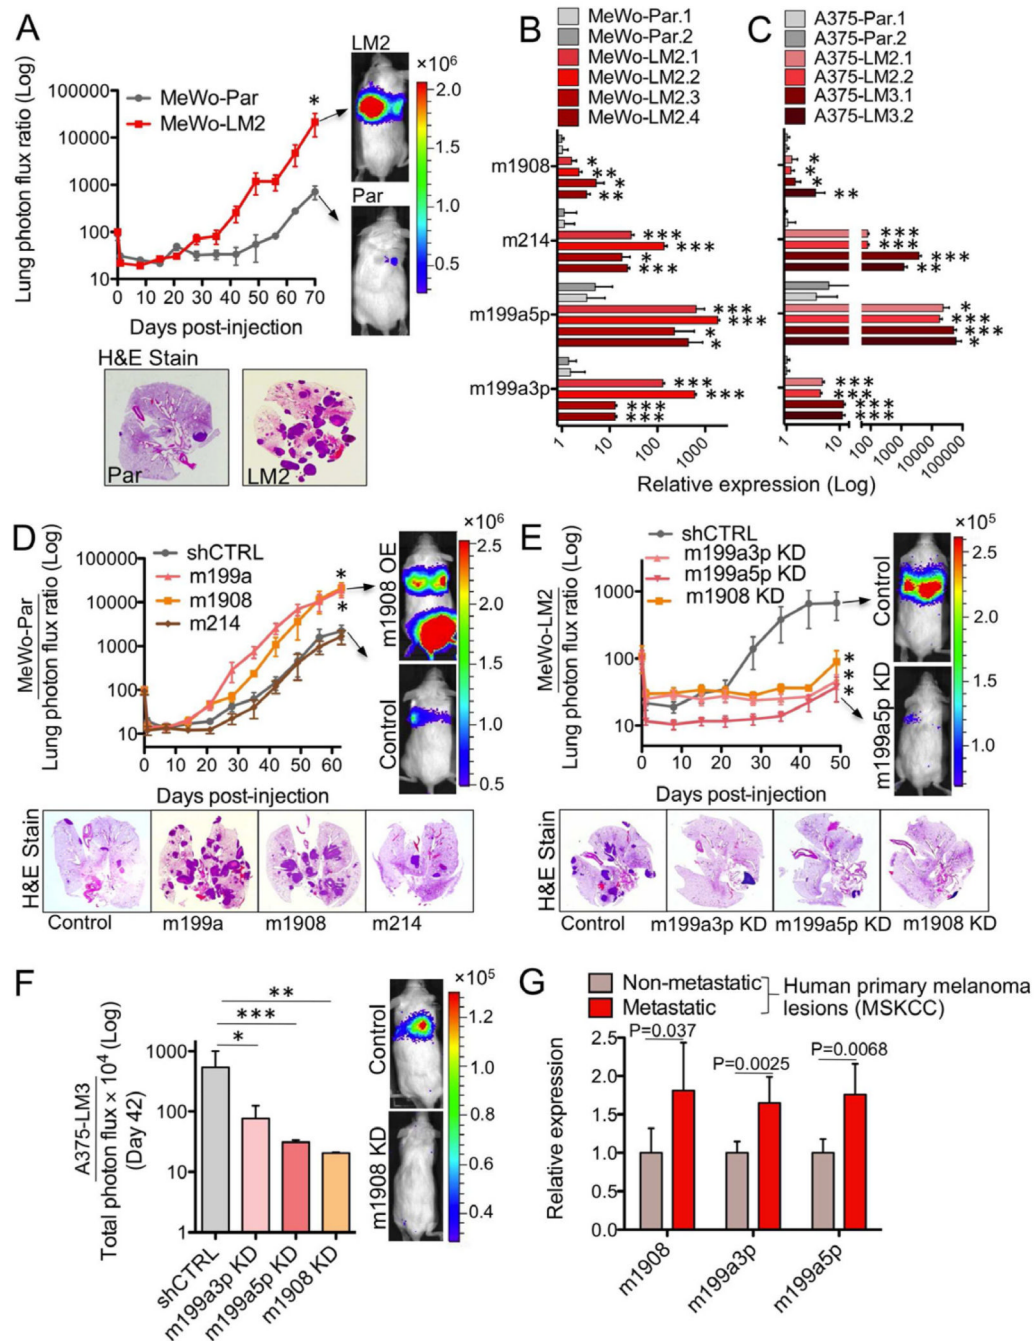 A
Lung photon flux ratio (Log)
100000
10000
1000
100
10
MeWo-Par
MeWo-LM2
*
0 10 20 30 40 50 60 70
Days post-injection
LM2
Par
×10⁶
2.0
1.5
1.0
0.5
H&E Stain
Par
LM2
B
MeWo-Par.1
MeWo-Par.2
MeWo-LM2.1
MeWo-LM2.2
MeWo-LM2.3
MeWo-LM2.4
m1908
*
**
*
**
m214
***
***
*
***
m199a5p
***
***
*
*
m199a3p
***
***
***
***
1 10 100 1000
C
A375-Par.1
A375-Par.2
A375-LM2.1
A375-LM2.2
A375-LM3.1
A375-LM3.2
*
*
*
**
***
***
***
**
*
***
***
*
***
***
***
***
1 10 100 1000 10000 100000
Relative expression (Log)
D
MeWo-Par
Lung photon flux ratio (Log)
100000
10000
1000
100
10
shCTRL
m199a
m1908
m214
*
*
0 10 20 30 40 50 60
Days post-injection
m1908 OE
Control
×10⁶
2.5
2.0
1.5
1.0
0.5
H&E Stain
Control
m199a
m1908
m214
E
MeWo-LM2
Lung photon flux ratio (Log)
1000
100
10
shCTRL
m199a3p KD
m199a5p KD
m1908 KD
*
*
*
0 10 20 30 40 50
Days post-injection
Control
m199a5p KD
×10⁵
2.5
2.0
1.5
1.0
H&E Stain
Control
m199a3p KD
m199a5p KD
m1908 KD
F
A375-LM3
Total photon flux × 10⁴ (Log)
(Day 42)
1000
100
10
1
**
***
*
shCTRL
m199a3p KD
m199a5p KD
m1908 KD
Control
m1908 KD
×10⁵
1.2
1.0
0.8
0.6
0.4
G
Non-metastatic
Metastatic
Human primary melanoma
lesions (MSKCC)
Relative expression
2.5
2.0
1.5
1.0
0.5
0.0
P=0.037
P=0.0025
P=0.0068
m1908
m199a3p
m199a5p